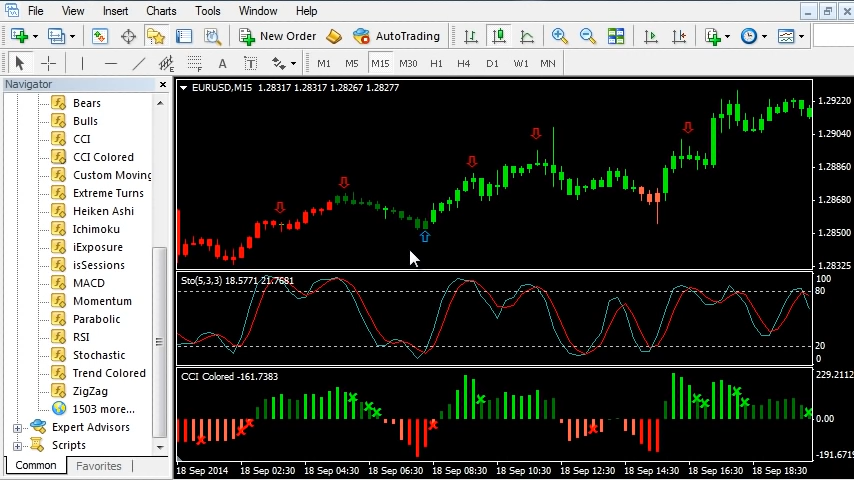 File View Insert Charts Tools Window Help
New Order AutoTrading
A T M1 M5 M15 M30 H1 H4 D1 W1 MN
Navigator
Bears
Bulls
CCI
CCI Colored
Custom Moving
Extreme Turns
Heiken Ashi
Ichimoku
iExposure
isSessions
MACD
Momentum
Parabolic
RSI
Stochastic
Trend Colored
ZigZag
1503 more...
Expert Advisors
Scripts
Common Favorites
EURUSD,M15 1.28317 1.28317 1.28267 1.28277
1.29220
1.29040
1.28860
1.28680
1.28500
1.28325
Sto(5,3,3) 18.5771 21.7681
100
80
20
0
CCI Colored -161.7383
229.2112
0.00
-191.6719
18 Sep 2014 18 Sep 02:30 18 Sep 04:30 18 Sep 06:30 18 Sep 08:30 18 Sep 10:30 18 Sep 12:30 18 Sep 14:30 18 Sep 16:30 18 Sep 18:30